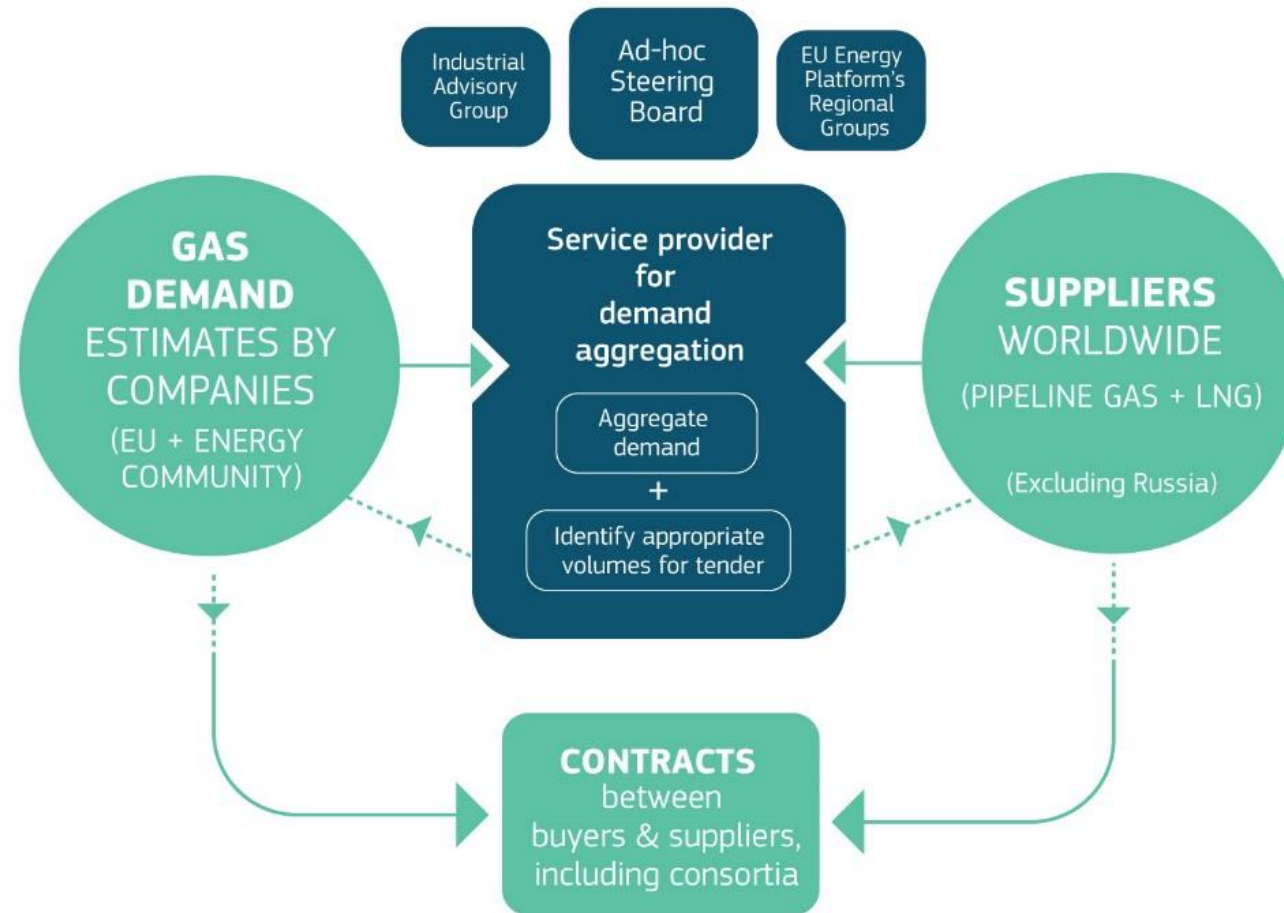 Industrial
Advisory
Group
Ad-hoc
Steering
Board
EU Energy
Platform's
Regional
Groups
GAS
DEMAND
ESTIMATES BY
COMPANIES
(EU + ENERGY
COMMUNITY)
Service provider
for
demand
aggregation
Aggregate
demand
+
Identify appropriate
volumes for tender
SUPPLIERS
WORLDWIDE
(PIPELINE GAS + LNG)
(Excluding Russia)
CONTRACTS
between
buyers & suppliers,
including consortia